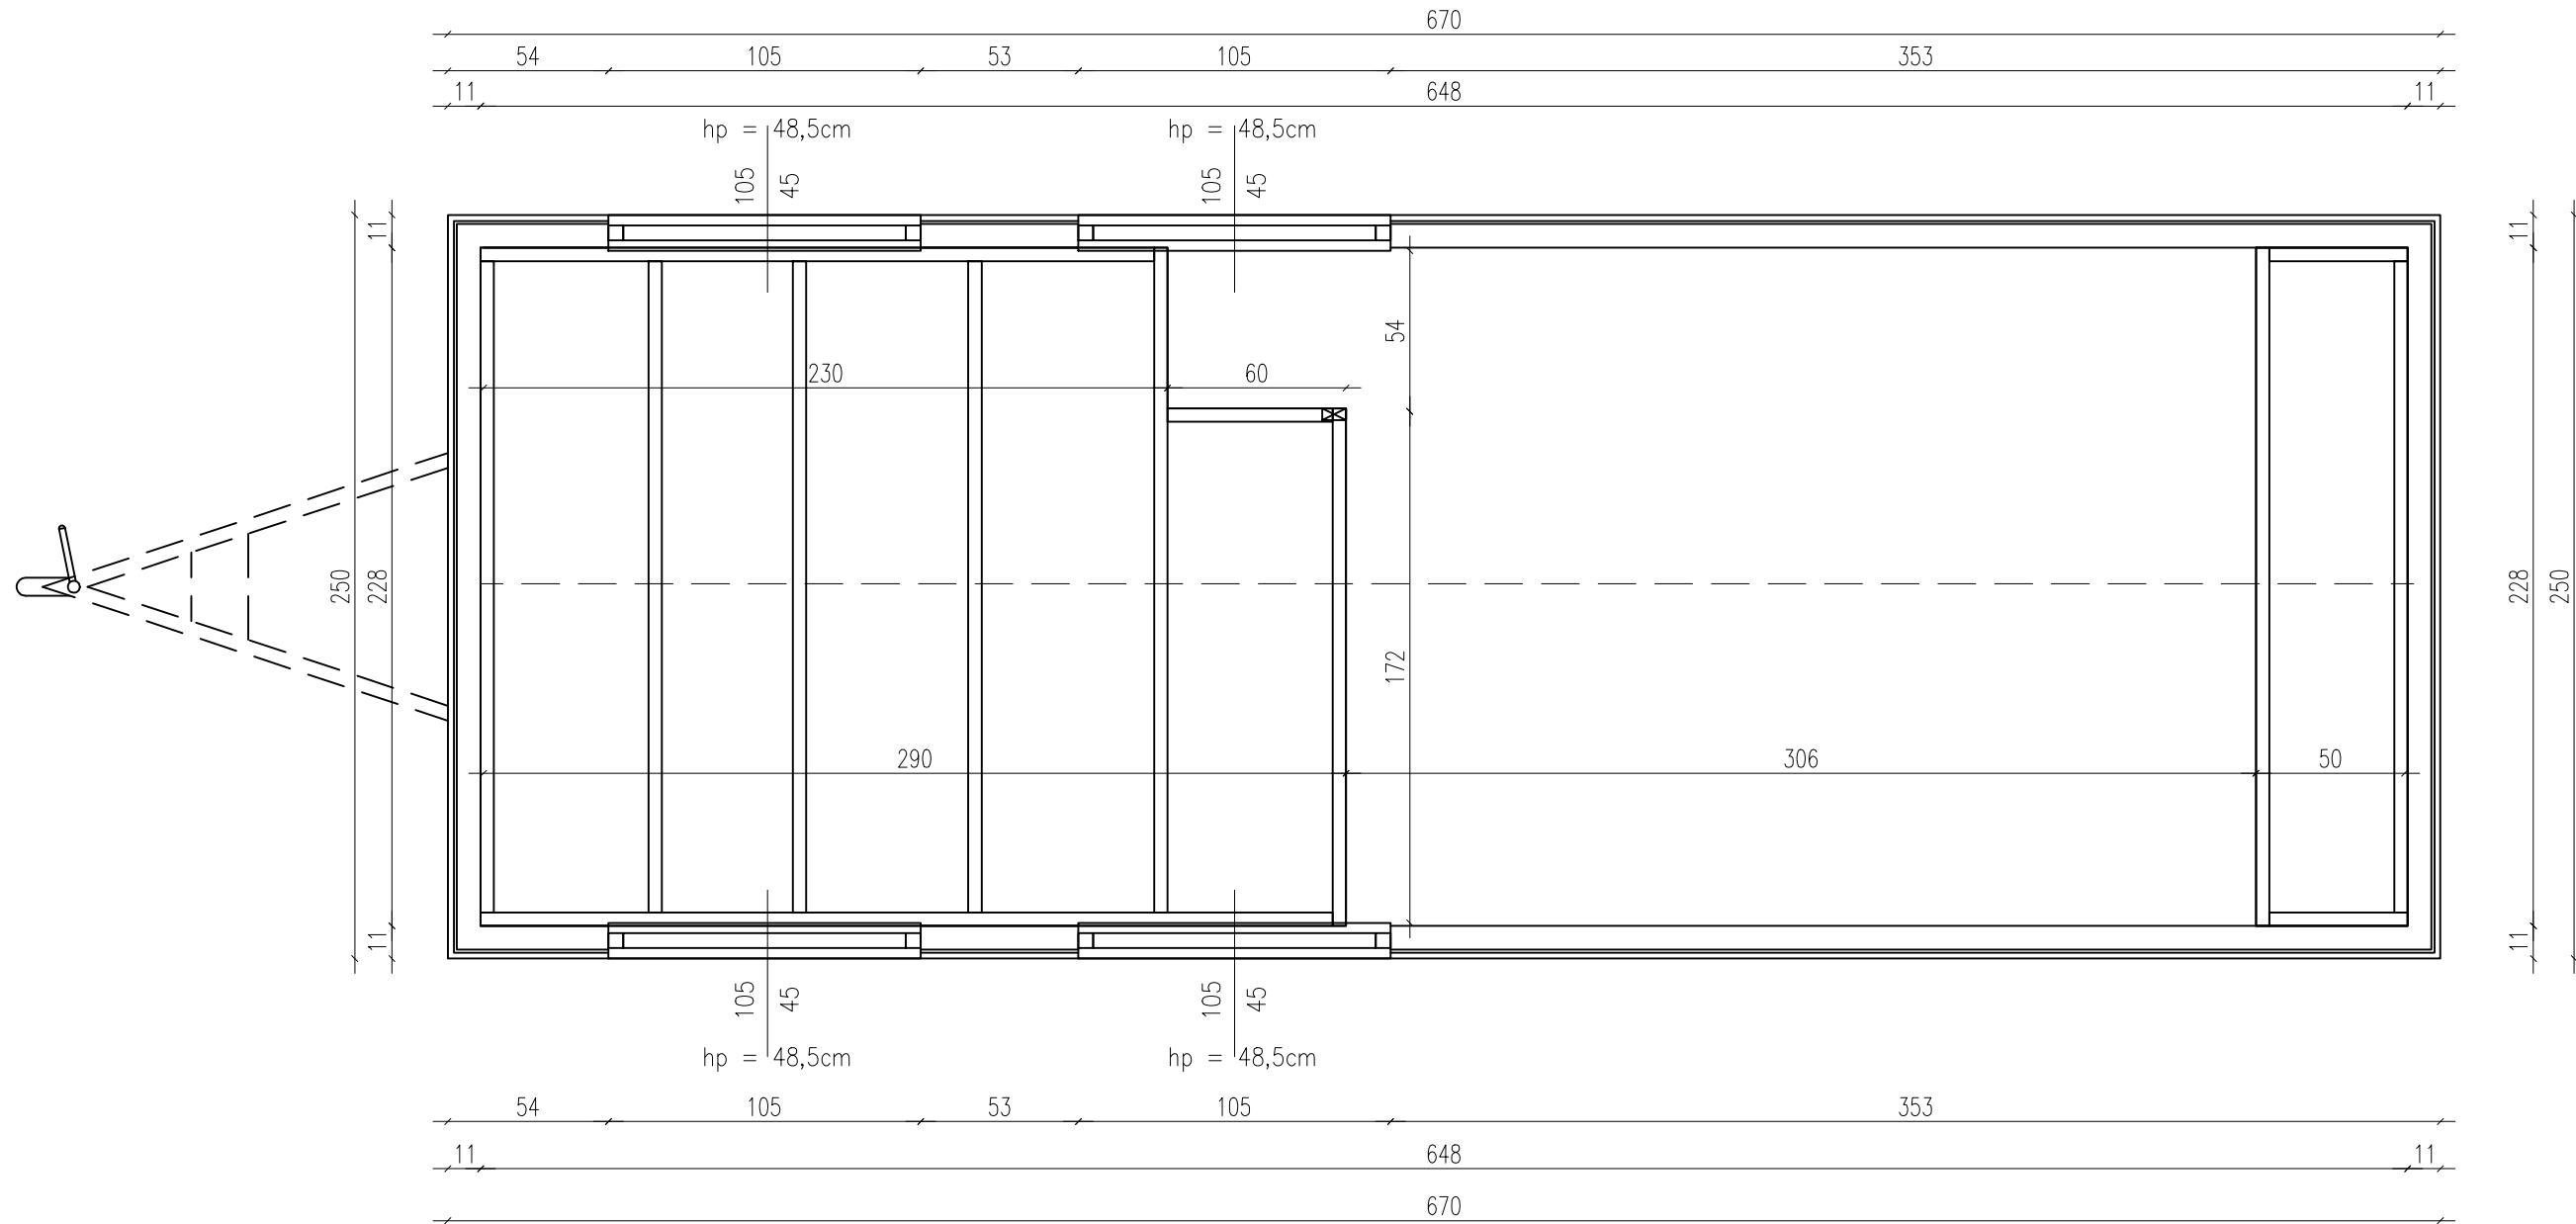 670
54 105 53 105 353
11 648 11
hp = 48,5cm hp = 48,5cm
105 45 105 45
11 11
54
230 60
250 228 228 250
172
290 306 50
11 11
105 45 105 45
hp = 48,5cm hp = 48,5cm
54 105 53 105 353
11 648 11
670